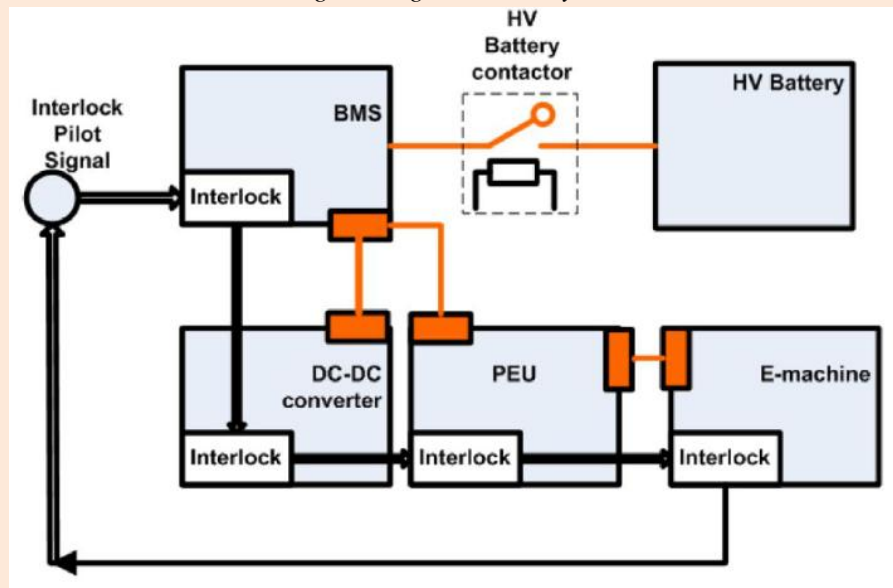 HV
Battery
contactor
HV Battery
BMS
Interlock
Pilot
Signal
Interlock
DC-DC
converter
PEU
E-machine
Interlock
Interlock
Interlock